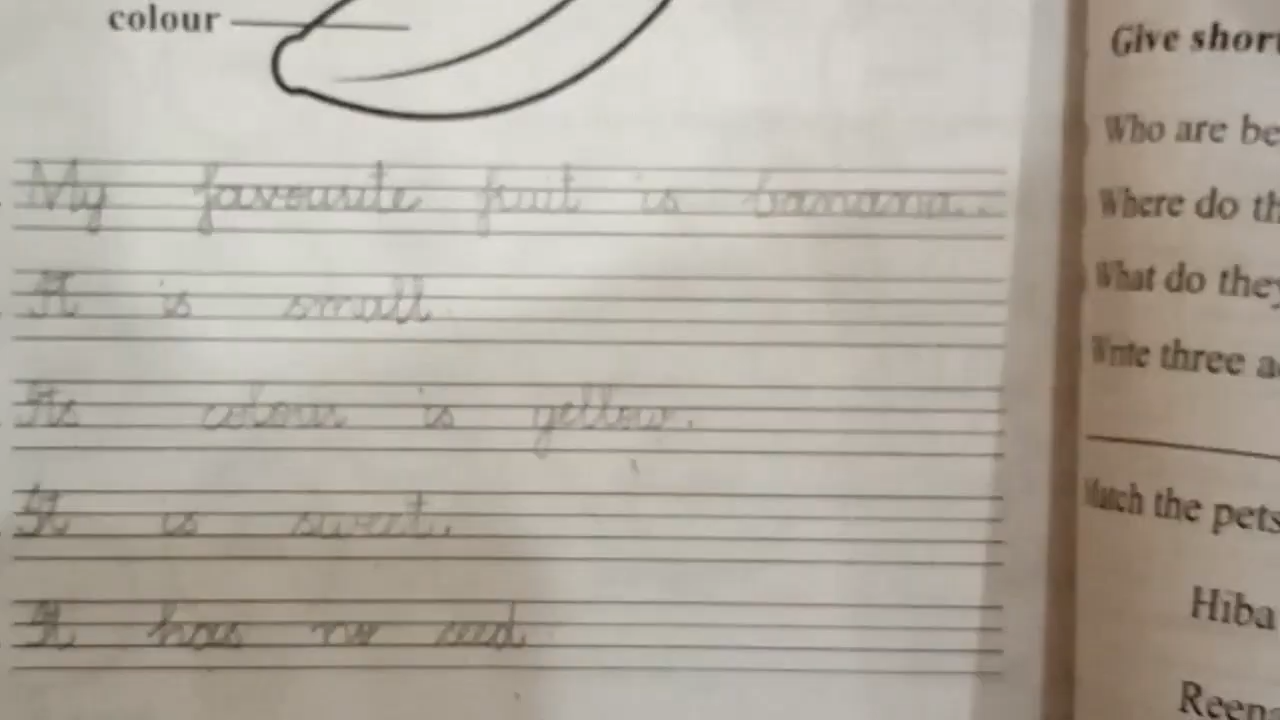 colour
My favourite fruit is banana..
It is small
Its colour is yellow.
It is sweet.
It has no seed
Give short
Who are be
Where do th
What do they
Write three a
Match the pets
Hiba
Reena